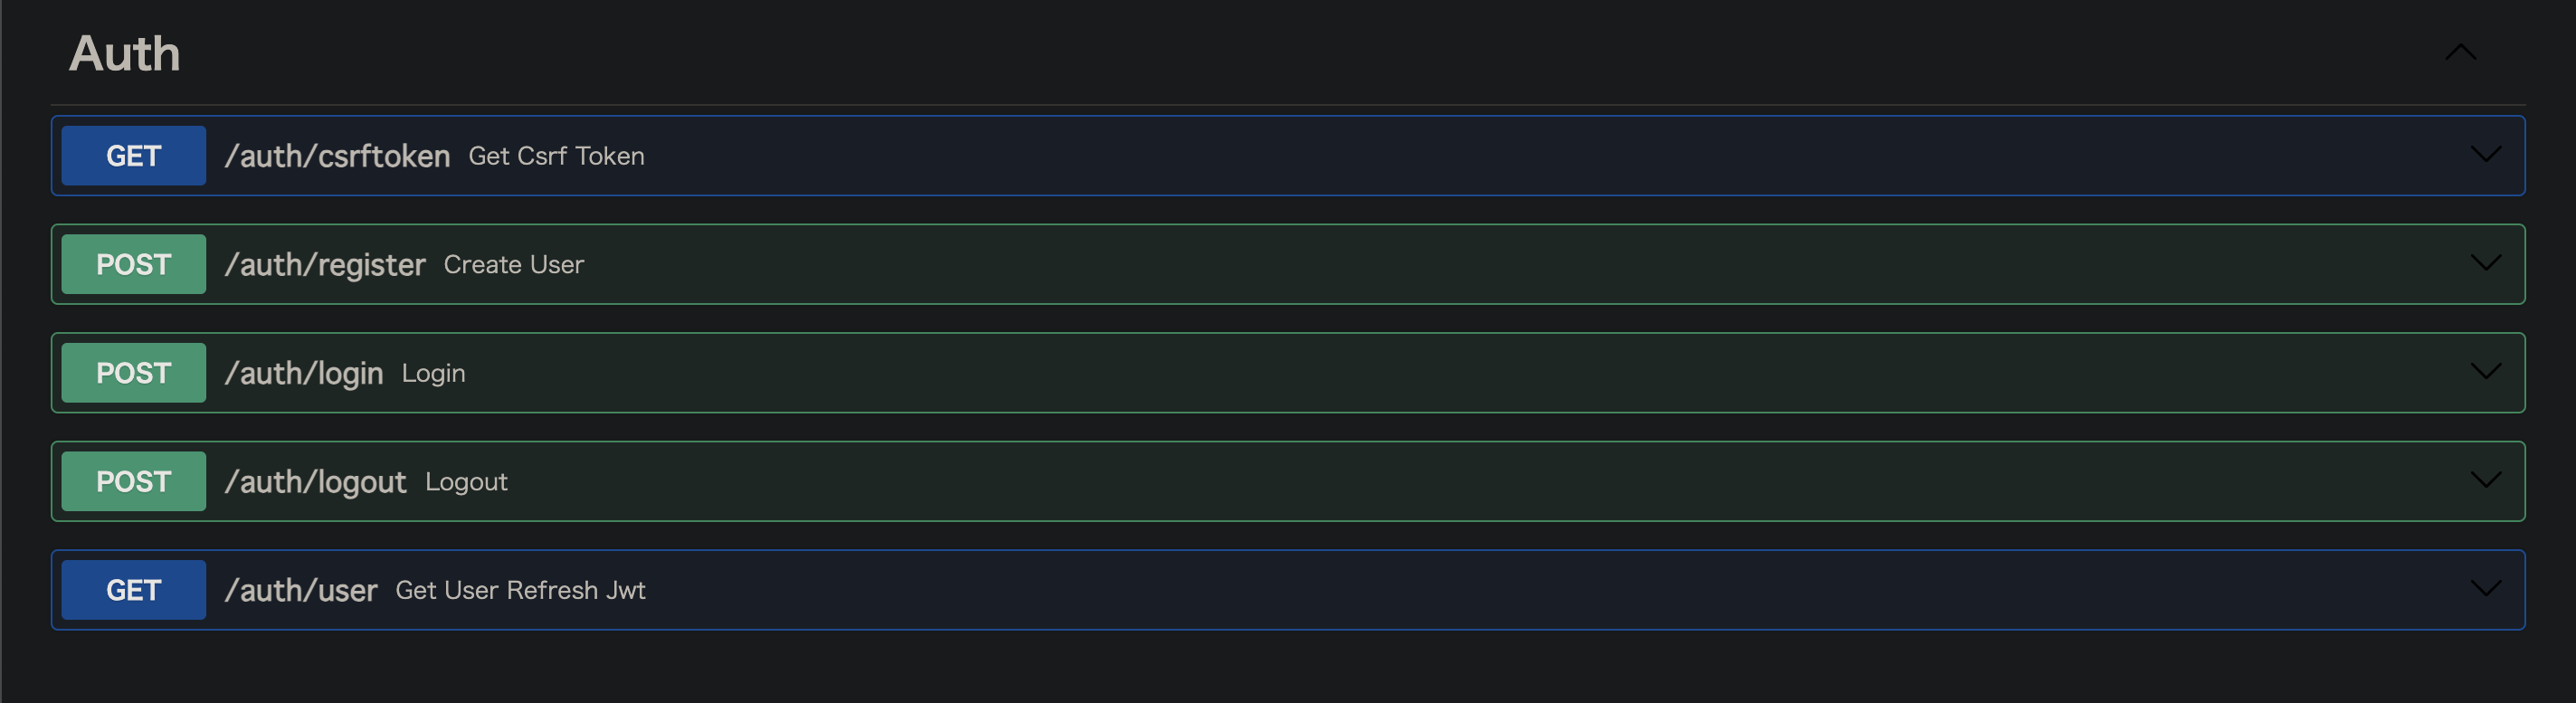 Auth
GET /auth/csrftoken Get Csrf Token
POST /auth/register Create User
POST /auth/login Login
POST /auth/logout Logout
GET /auth/user Get User Refresh Jwt